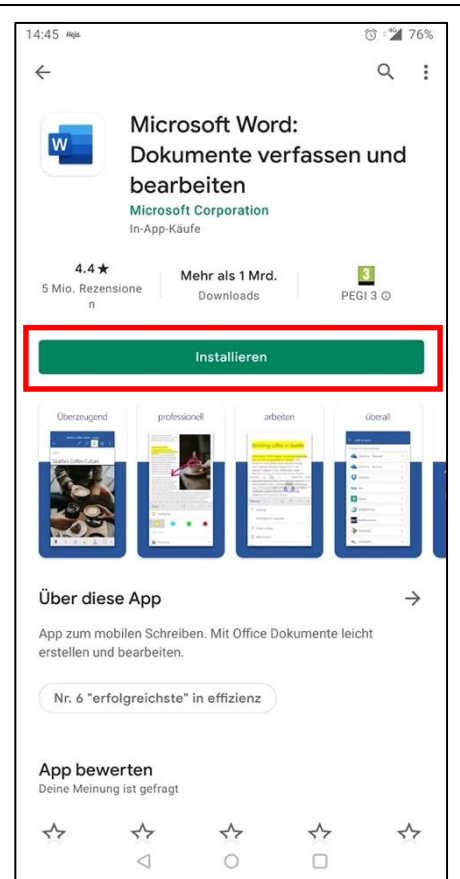 14:45 Heja.
4G 76%
Microsoft Word:
Dokumente verfassen und
bearbeiten
Microsoft Corporation
In-App-Käufe
W
4.4★
5 Mio. Rezensione
n
Mehr als 1 Mrd.
Downloads
3
PEGI 3
Installieren
Überzeugend
professionell
arbeiten
überall
Über diese App
App zum mobilen Schreiben. Mit Office Dokumente leicht
erstellen und bearbeiten.
Nr. 6 "erfolgreichste" in effizienz
App bewerten
Deine Meinung ist gefragt